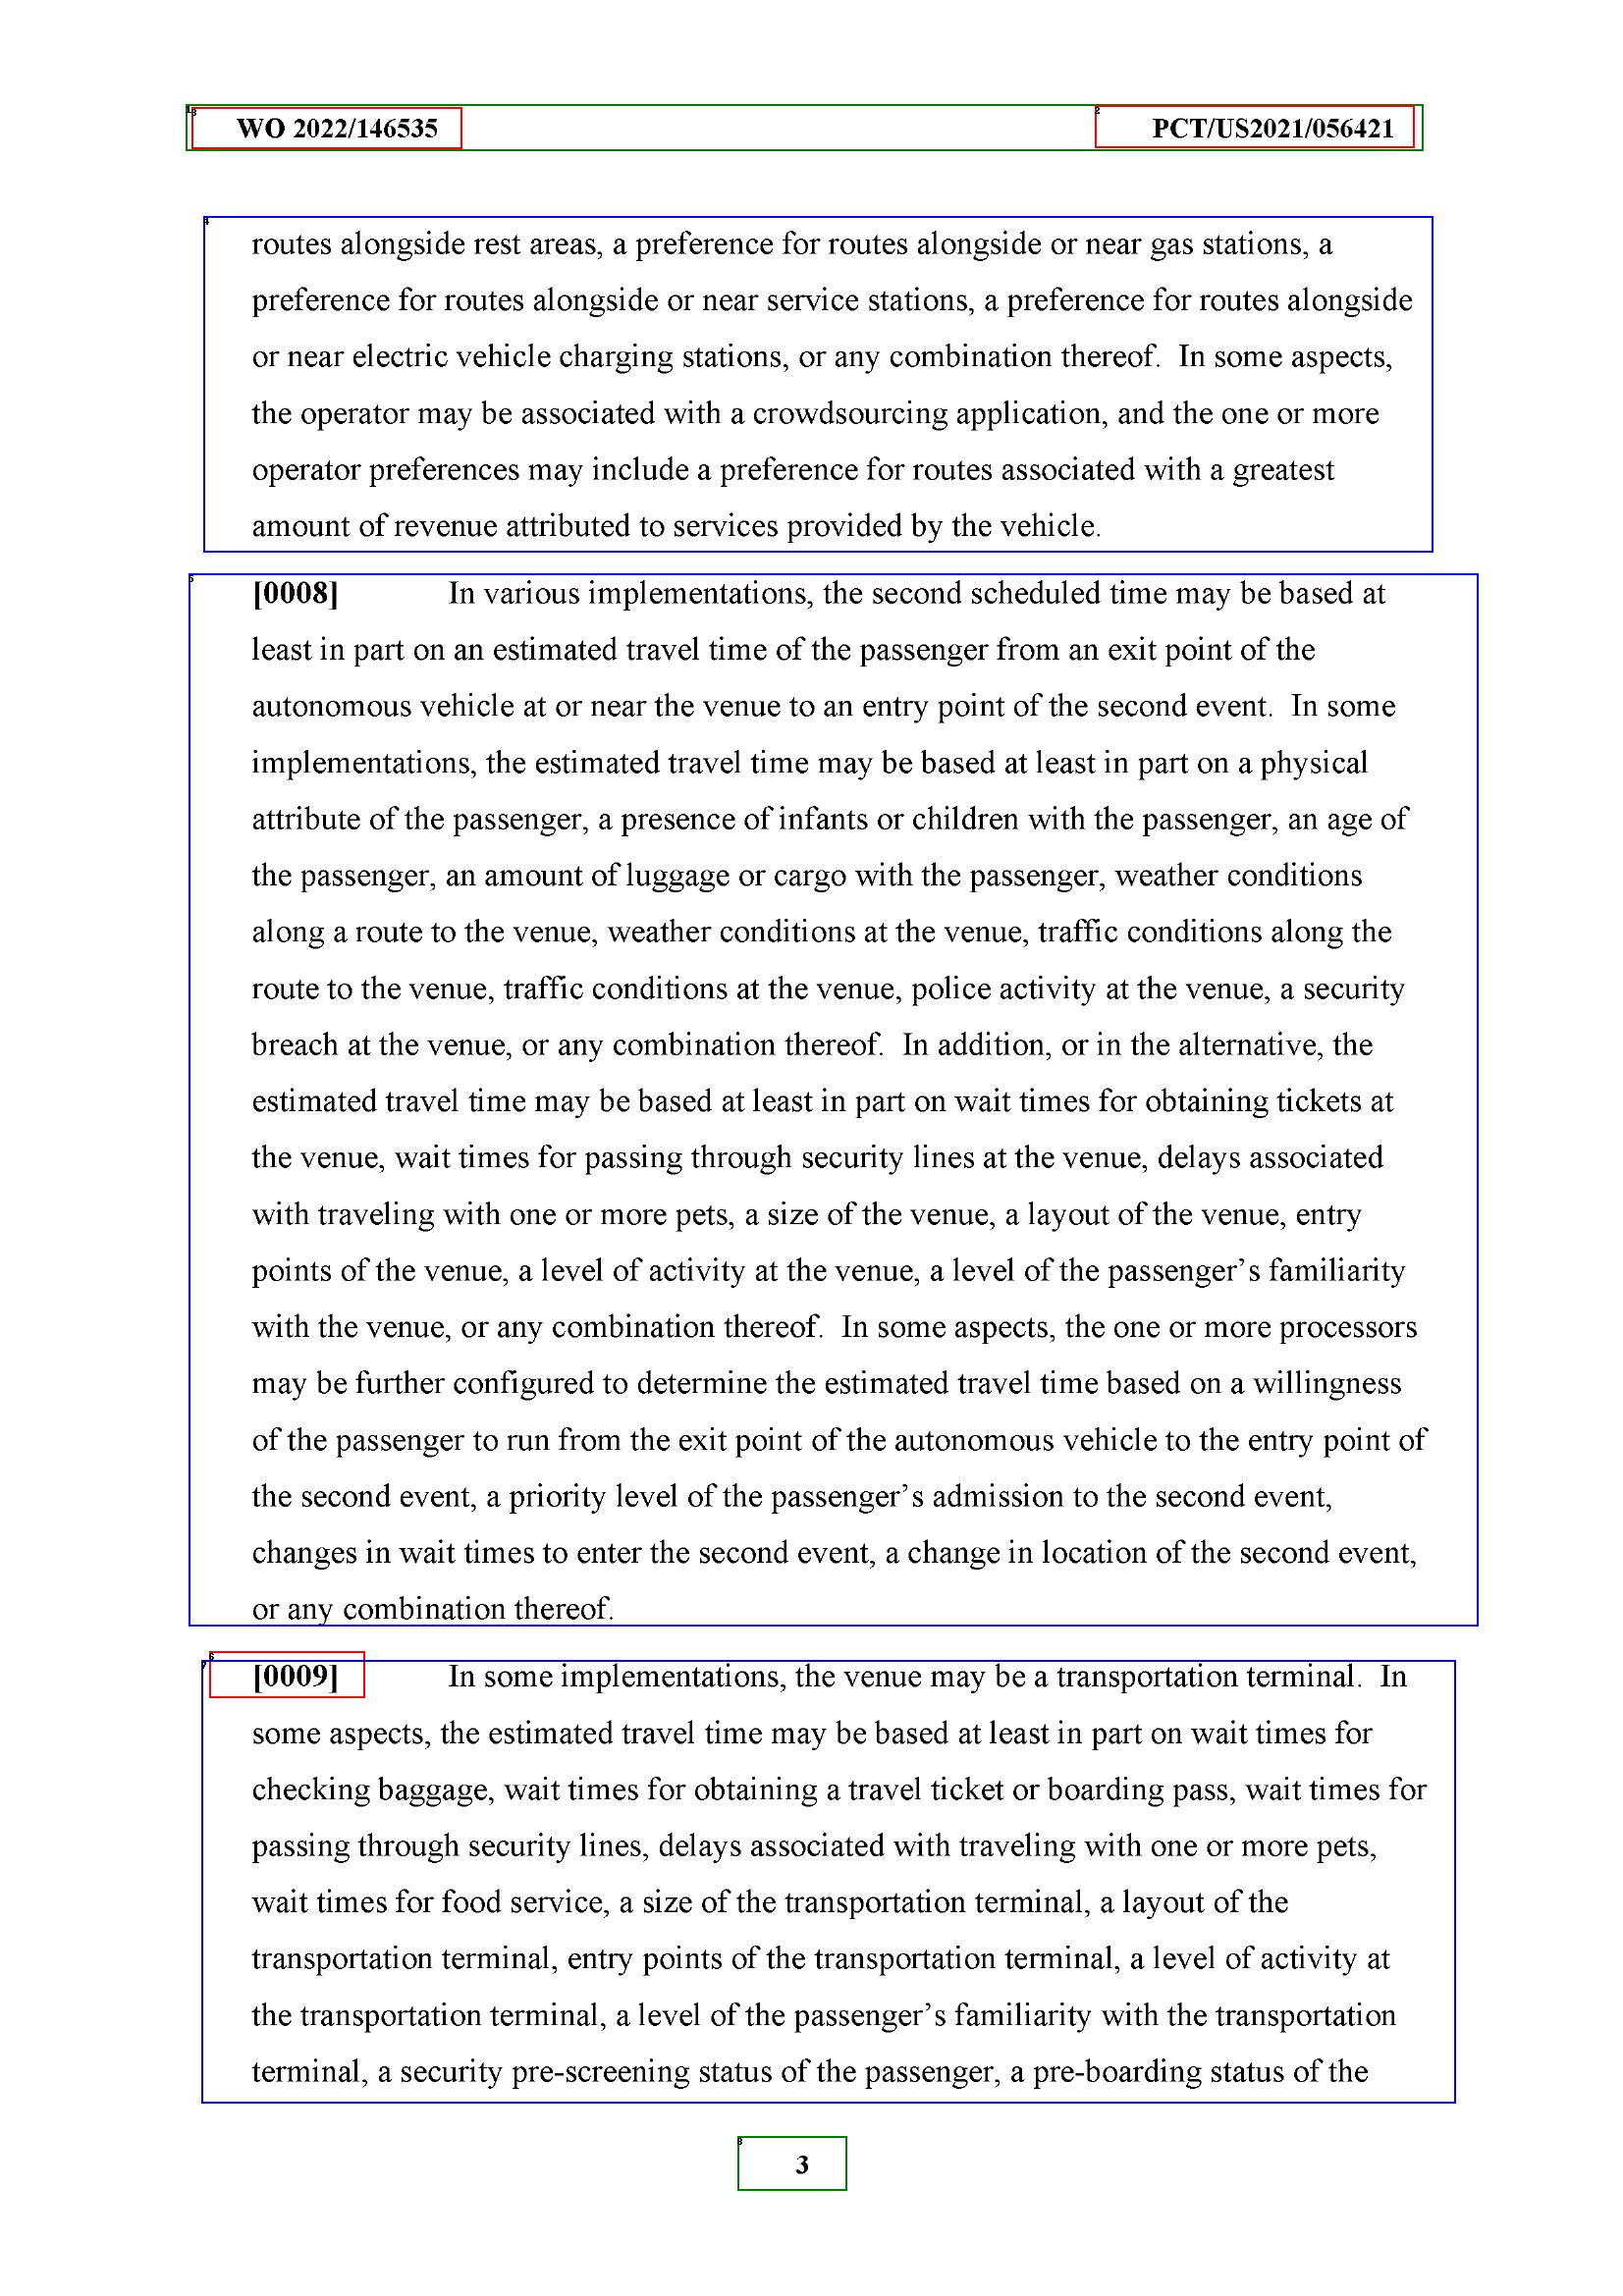 WO 2022/146535 PCT/US2021/056421
routes alongside rest areas, a preference for routes alongside or near gas stations, a
preference for routes alongside or near service stations, a preference for routes alongside
or near electric vehicle charging stations, or any combination thereof.  In some aspects,
the operator may be associated with a crowdsourcing application, and the one or more
operator preferences may include a preference for routes associated with a greatest
amount of revenue attributed to services provided by the vehicle.
[0008] In various implementations, the second scheduled time may be based at
least in part on an estimated travel time of the passenger from an exit point of the
autonomous vehicle at or near the venue to an entry point of the second event.  In some
implementations, the estimated travel time may be based at least in part on a physical
attribute of the passenger, a presence of infants or children with the passenger, an age of
the passenger, an amount of luggage or cargo with the passenger, weather conditions
along a route to the venue, weather conditions at the venue, traffic conditions along the
route to the venue, traffic conditions at the venue, police activity at the venue, a security
breach at the venue, or any combination thereof.  In addition, or in the alternative, the
estimated travel time may be based at least in part on wait times for obtaining tickets at
the venue, wait times for passing through security lines at the venue, delays associated
with traveling with one or more pets, a size of the venue, a layout of the venue, entry
points of the venue, a level of activity at the venue, a level of the passenger’s familiarity
with the venue, or any combination thereof.  In some aspects, the one or more processors
may be further configured to determine the estimated travel time based on a willingness
of the passenger to run from the exit point of the autonomous vehicle to the entry point of
the second event, a priority level of the passenger’s admission to the second event,
changes in wait times to enter the second event, a change in location of the second event,
or any combination thereof.
[0009] In some implementations, the venue may be a transportation terminal.  In
some aspects, the estimated travel time may be based at least in part on wait times for
checking baggage, wait times for obtaining a travel ticket or boarding pass, wait times for
passing through security lines, delays associated with traveling with one or more pets,
wait times for food service, a size of the transportation terminal, a layout of the
transportation terminal, entry points of the transportation terminal, a level of activity at
the transportation terminal, a level of the passenger’s familiarity with the transportation
terminal, a security pre-screening status of the passenger, a pre-boarding status of the
3